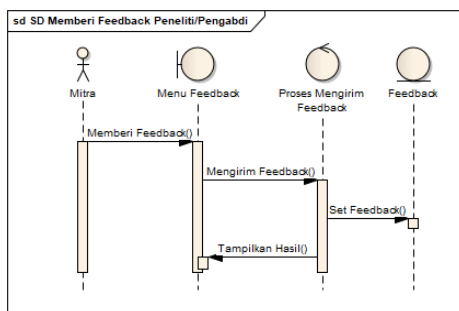 sd SD Memberi Feedback Peneliti/Pengabdi
Mitra
Menu Feedback
Proses Mengirim
Feedback
Feedback
Memberi Feedback()
Mengirim Feedback()
Set Feedback()
Tampilkan Hasil()